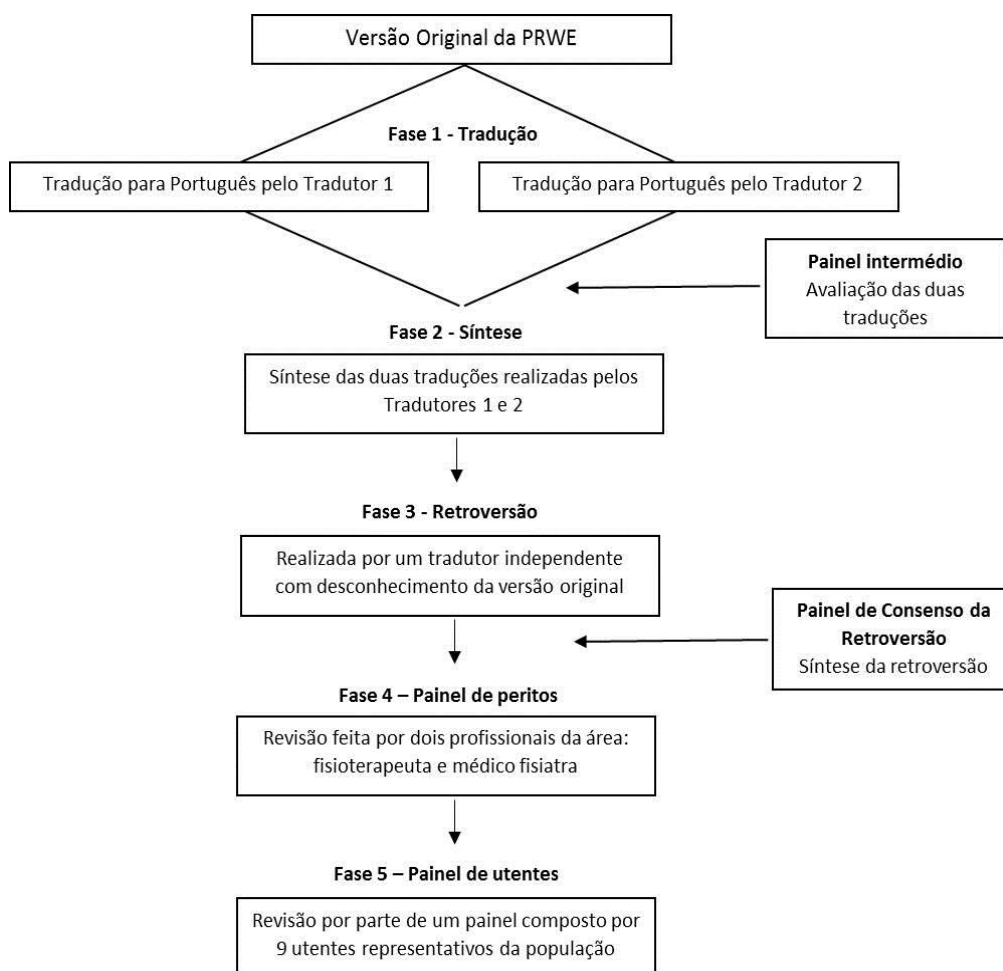 Versão Original da PRWE
Fase 1 - Tradução
Tradução para Português pelo Tradutor 1
Tradução para Português pelo Tradutor 2
Painel intermédio
Avaliação das duas
traduções
Fase 2 - Síntese
Síntese das duas traduções realizadas pelos
Tradutores 1 e 2
Fase 3 - Retroversão
Realizada por um tradutor independente
com desconhecimento da versão original
Painel de Consenso da
Retroversão
Síntese da retroversão
Fase 4 – Painel de peritos
Revisão feita por dois profissionais da área:
fisioterapeuta e médico fisiatra
Fase 5 – Painel de utentes
Revisão por parte de um painel composto por
9 utentes representativos da população